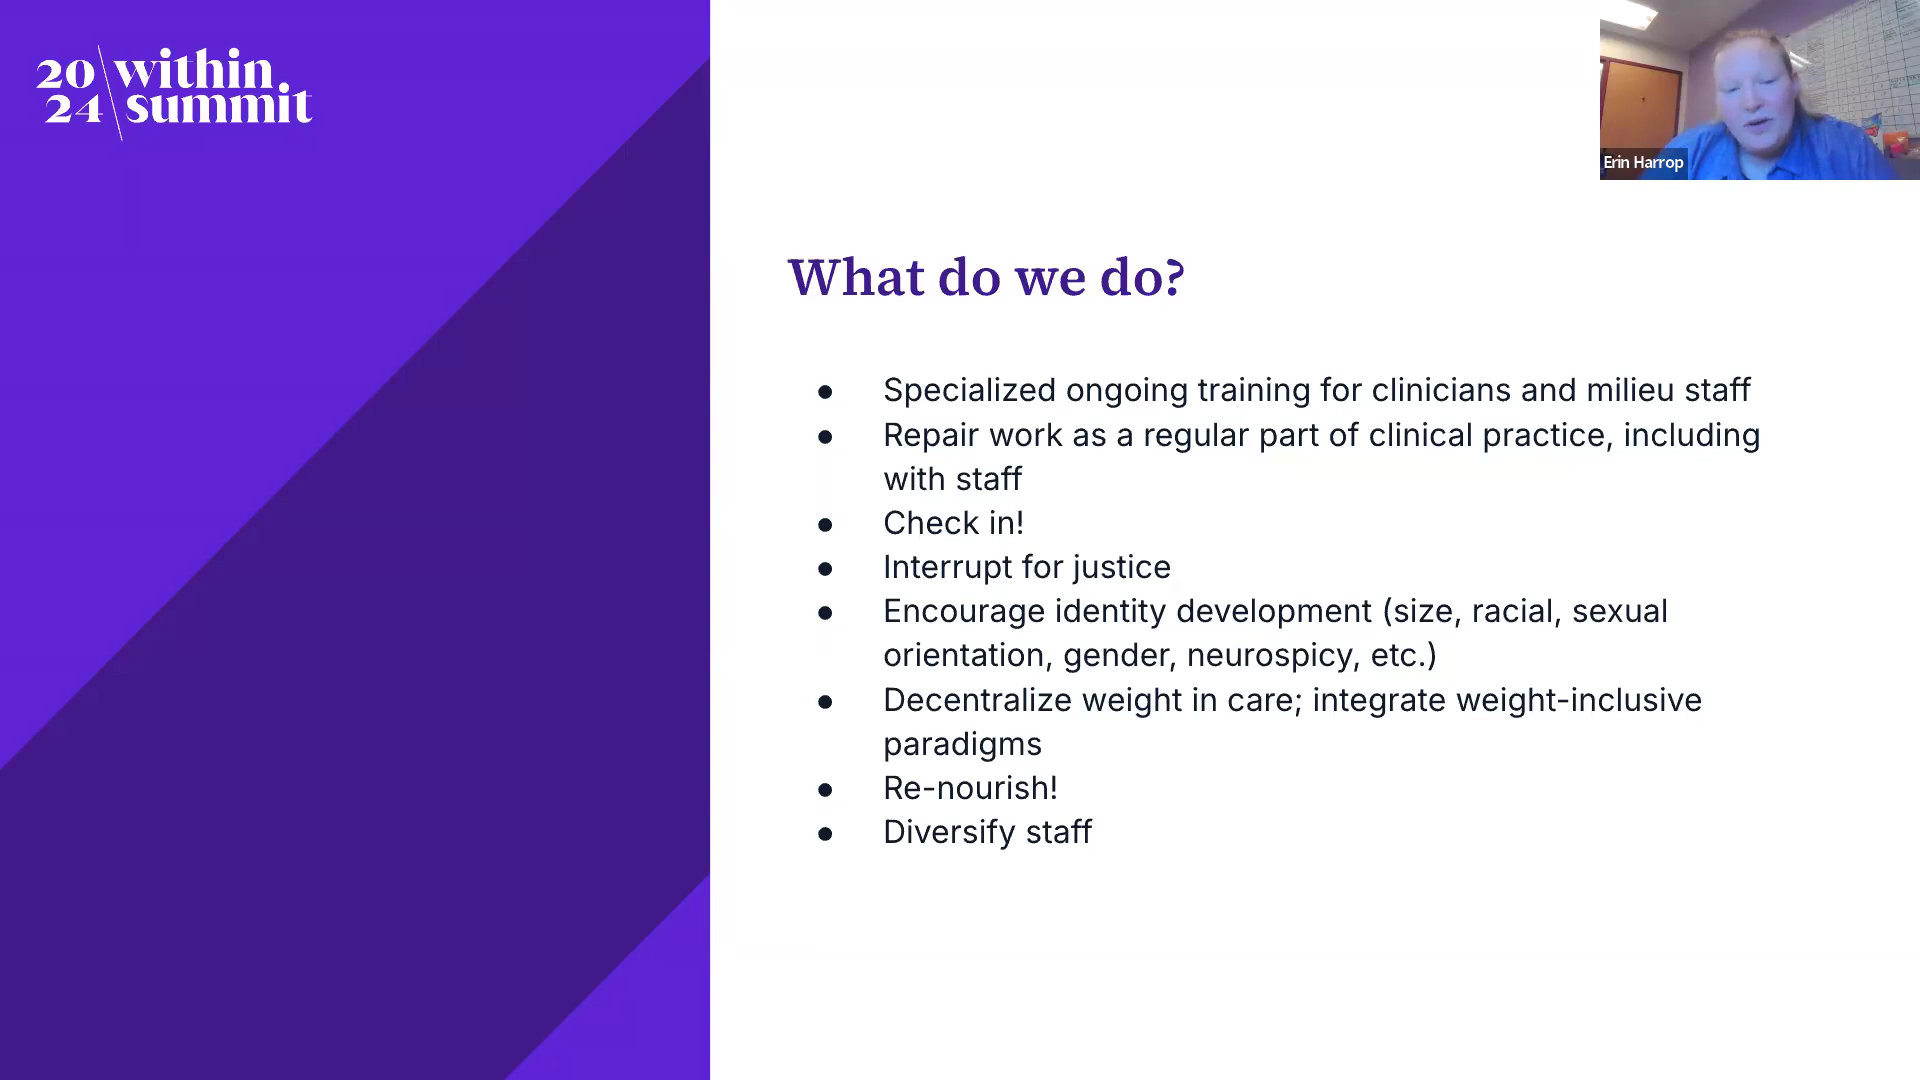 20 within
24 summit
Erin Harrop
What do we do?
● Specialized ongoing training for clinicians and milieu staff
● Repair work as a regular part of clinical practice, including
with staff
● Check in!
● Interrupt for justice
● Encourage identity development (size, racial, sexual
orientation, gender, neurospicy, etc.)
● Decentralize weight in care; integrate weight-inclusive
paradigms
● Re-nourish!
● Diversify staff